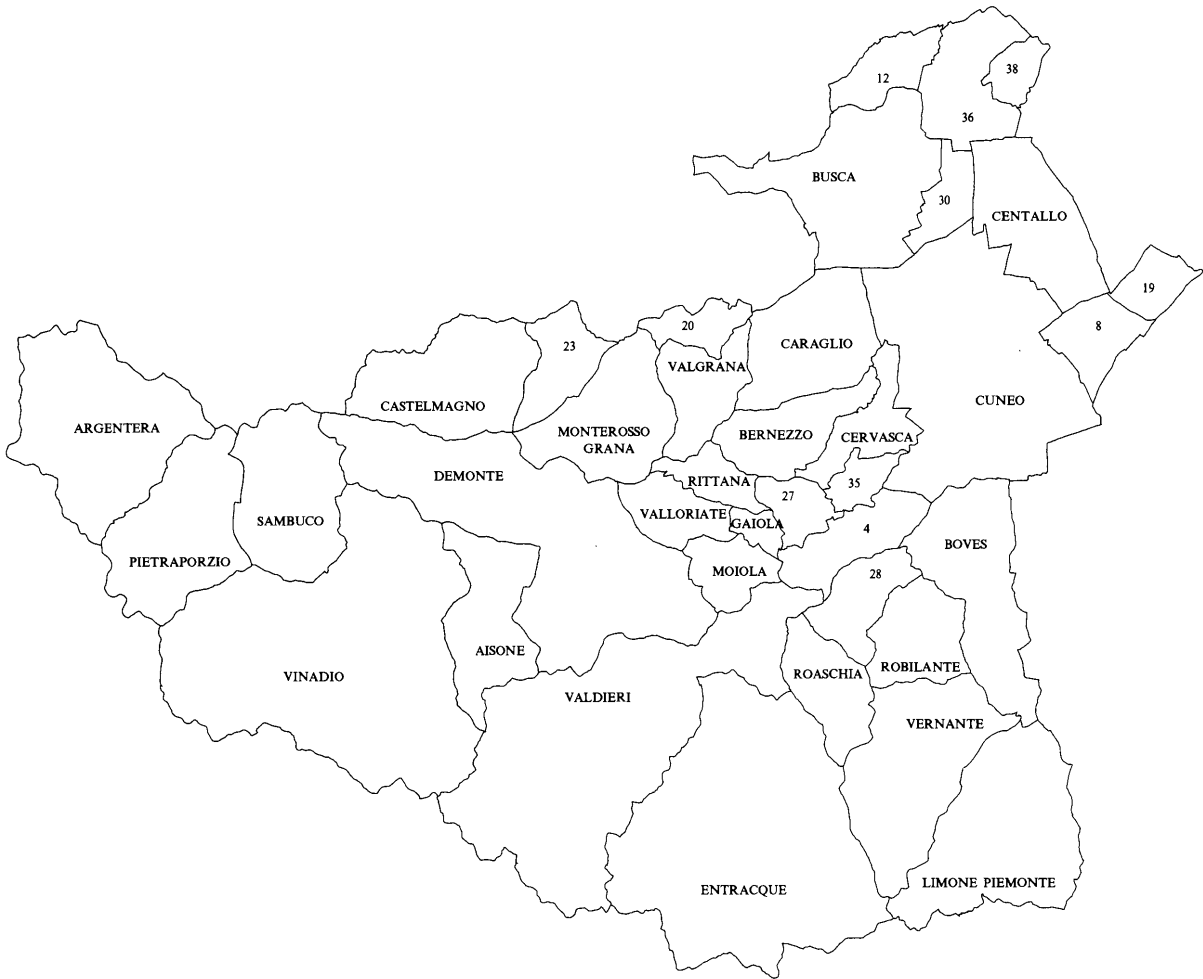 38
12
36
BUSCA
30
CENTALLO
19
8
20
23
CARAGLIO
VALGRANA
CUNEO
CASTELMAGNO
ARGENTERA
MONTEROSSO
GRANA
BERNEZZO
CERVASCA
DEMONTE
RITTANA
35
27
VALLORIATE
SAMBUCO
GAIOLA
4
BOVES
PIETRAPORZIO
MOIOLA
28
AISONE
ROBILANTE
ROASCHIA
VINADIO
VALDIERI
VERNANTE
LIMONE PIEMONTE
ENTRACQUE